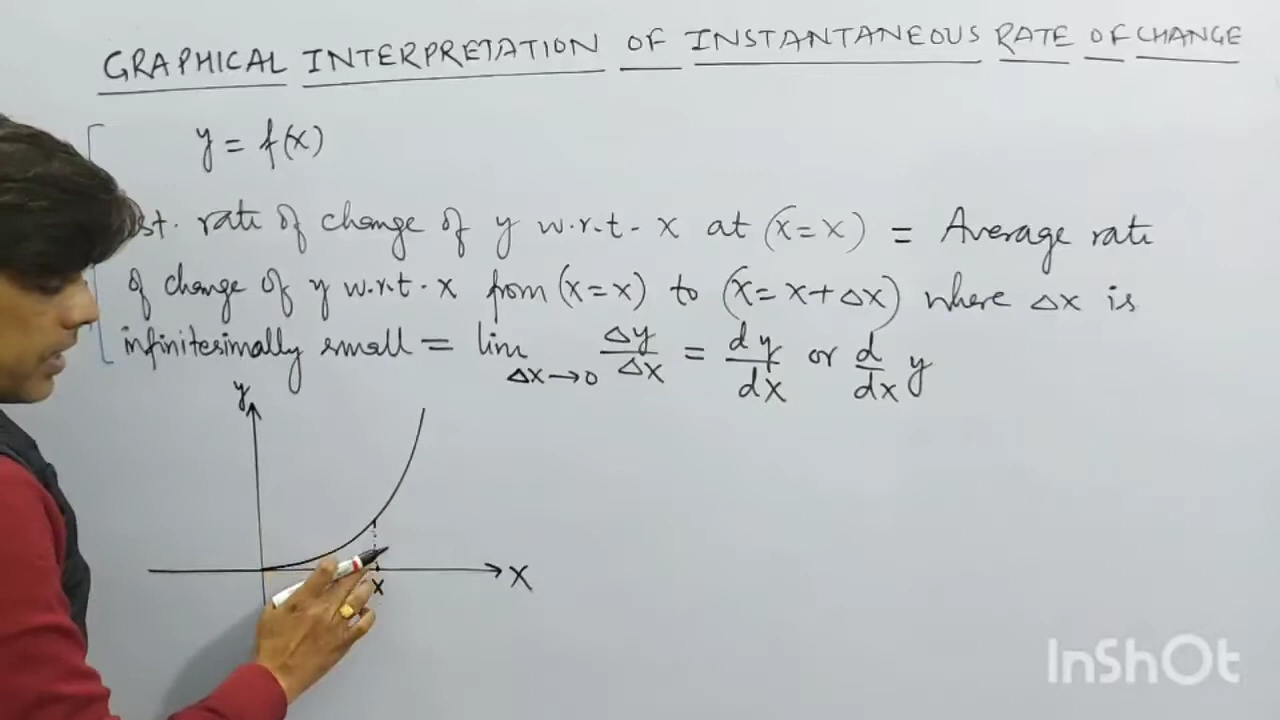 GRAPHICAL INTERPRETATION OF INSTANTANEOUS RATE OF CHANGE
y = f(x)
rate of change of y w.r.t. x at (x=x) = Average rate
of change of y w.r.t. x from (x=x) to (x=x+Δx) where Δx is
infinitesimally small = lim Δx→0 Δy/Δx = dy/dx or d/dx y
y
x
x
InShOt